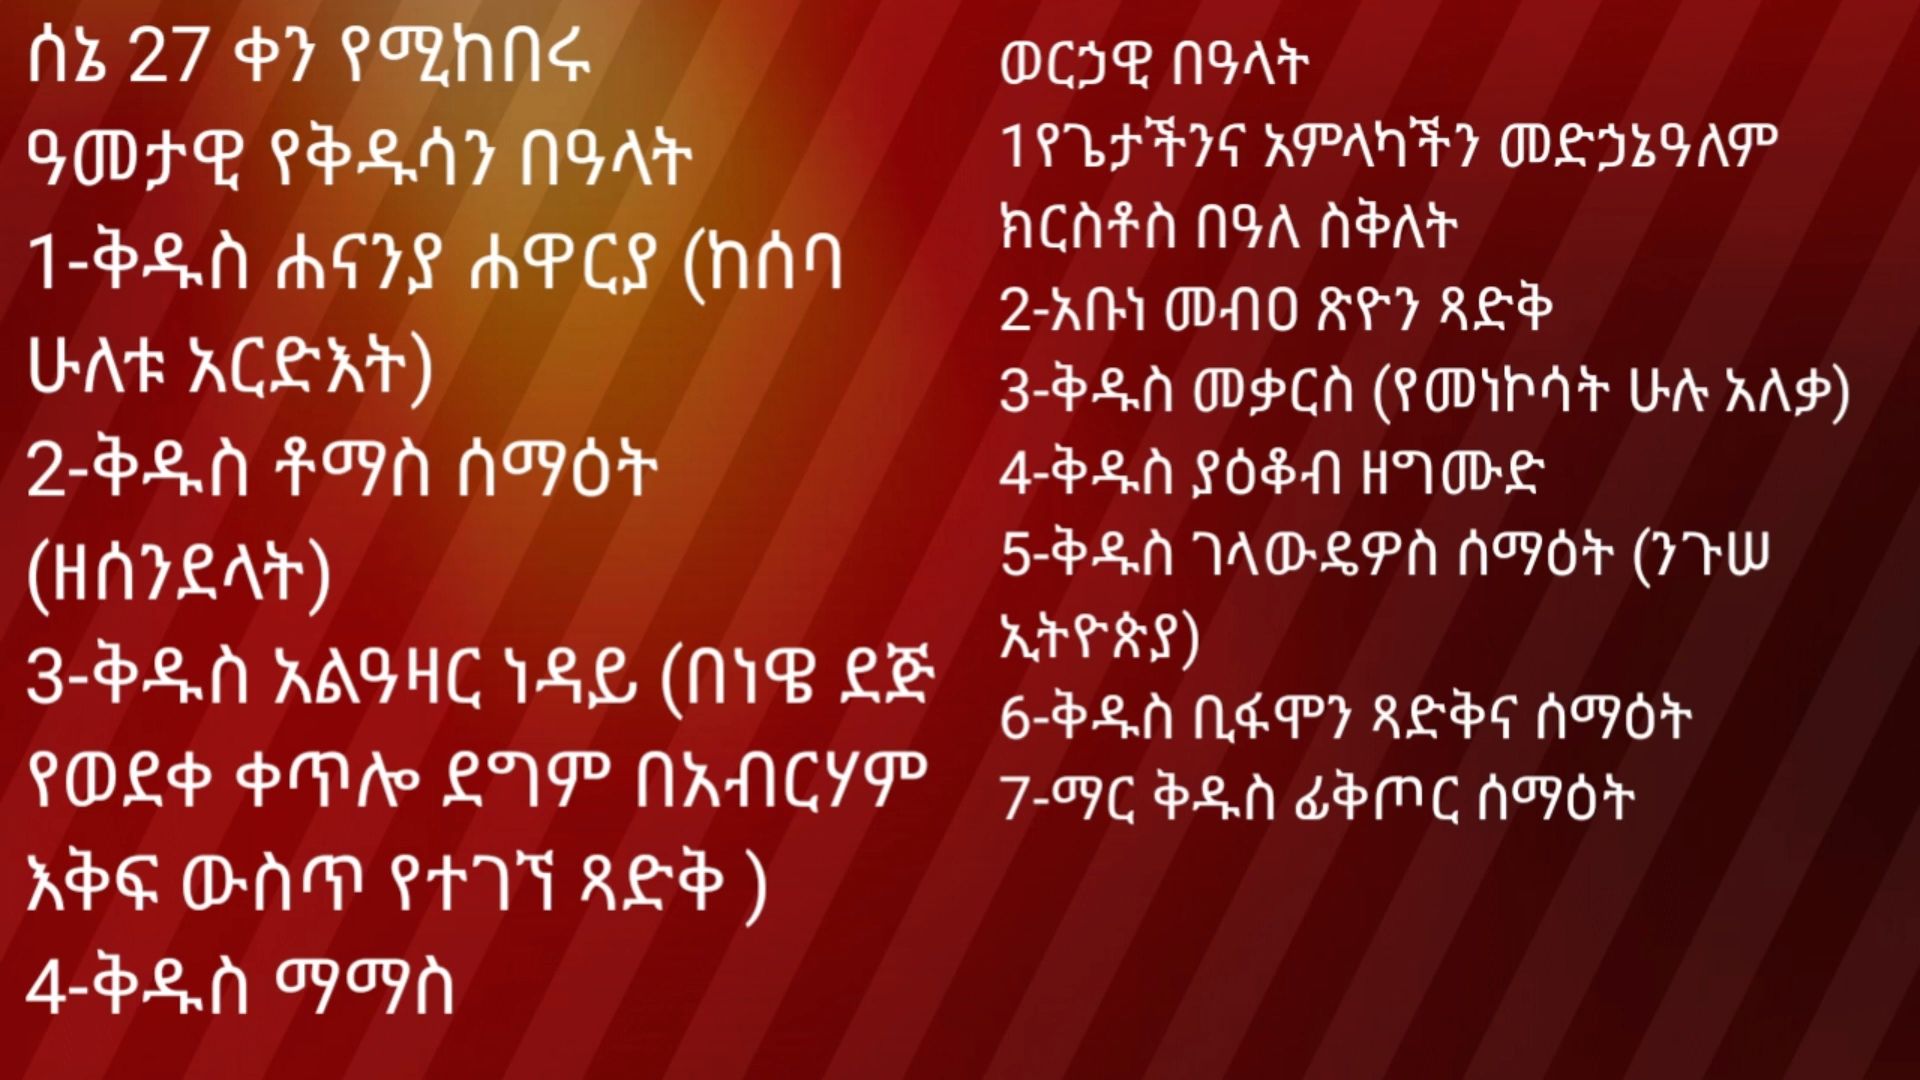 ሰኔ 27 ቀን የሚከበሩ
ዓመታዊ የቅዱሳን በዓላት
1-ቅዱስ ሐናንያ ሐዋርያ (ከሰባ
ሁለቱ አርድእት)
2-ቅዱስ ቶማስ ሰማዕት
(ዘሰንደላት)
3-ቅዱስ አልዓዛር ነዳይ (በነዌ ደጅ
የወደቀ ቀጥሎ ደግም በአብርሃም
እቅፍ ውስጥ የተገኘ ጻድቅ )
4-ቅዱስ ማማስ
ወርኃዊ በዓላት
1የጌታችንና አምላካችን መድኃኔዓለም
ክርስቶስ በዓለ ስቅለት
2-አቡነ መብዐ ጽዮን ጻድቅ
3-ቅዱስ መቃርስ (የመነኮሳት ሁሉ አለቃ)
4-ቅዱስ ያዕቆብ ዘግሙድ
5-ቅዱስ ገላውዴዎስ ሰማዕት (ንጉሠ
ኢትዮጵያ)
6-ቅዱስ ቢፋሞን ጻድቅና ሰማዕት
7-ማር ቅዱስ ፊቅጦር ሰማዕት